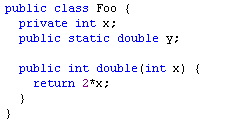 public class Foo {
  private int x;
  public static double y;

  public int double(int x) {
    return 2*x;
  }
}